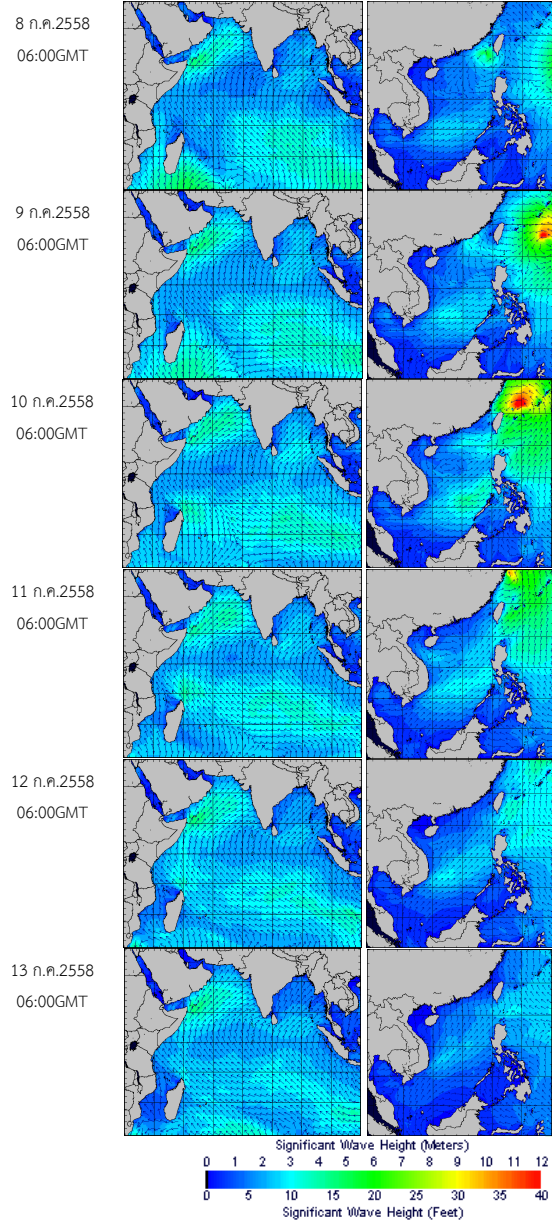 8 ก.ค.2558
06:00GMT
9 ก.ค.2558
06:00GMT
10 ก.ค.2558
06:00GMT
11 ก.ค.2558
06:00GMT
12 ก.ค.2558
06:00GMT
13 ก.ค.2558
06:00GMT
Significant Wave Height (Meters)
0 1 2 3 4 5 6 7 8 9 10 11 12
0 5 10 15 20 25 30 35 40
Significant Wave Height (Feet)